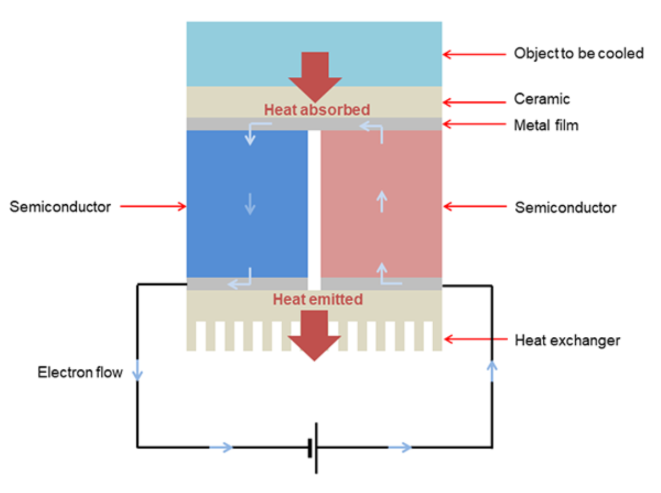 Object to be cooled
Ceramic
Heat absorbed
Metal film
Semiconductor
Semiconductor
Heat emitted
Heat exchanger
Electron flow